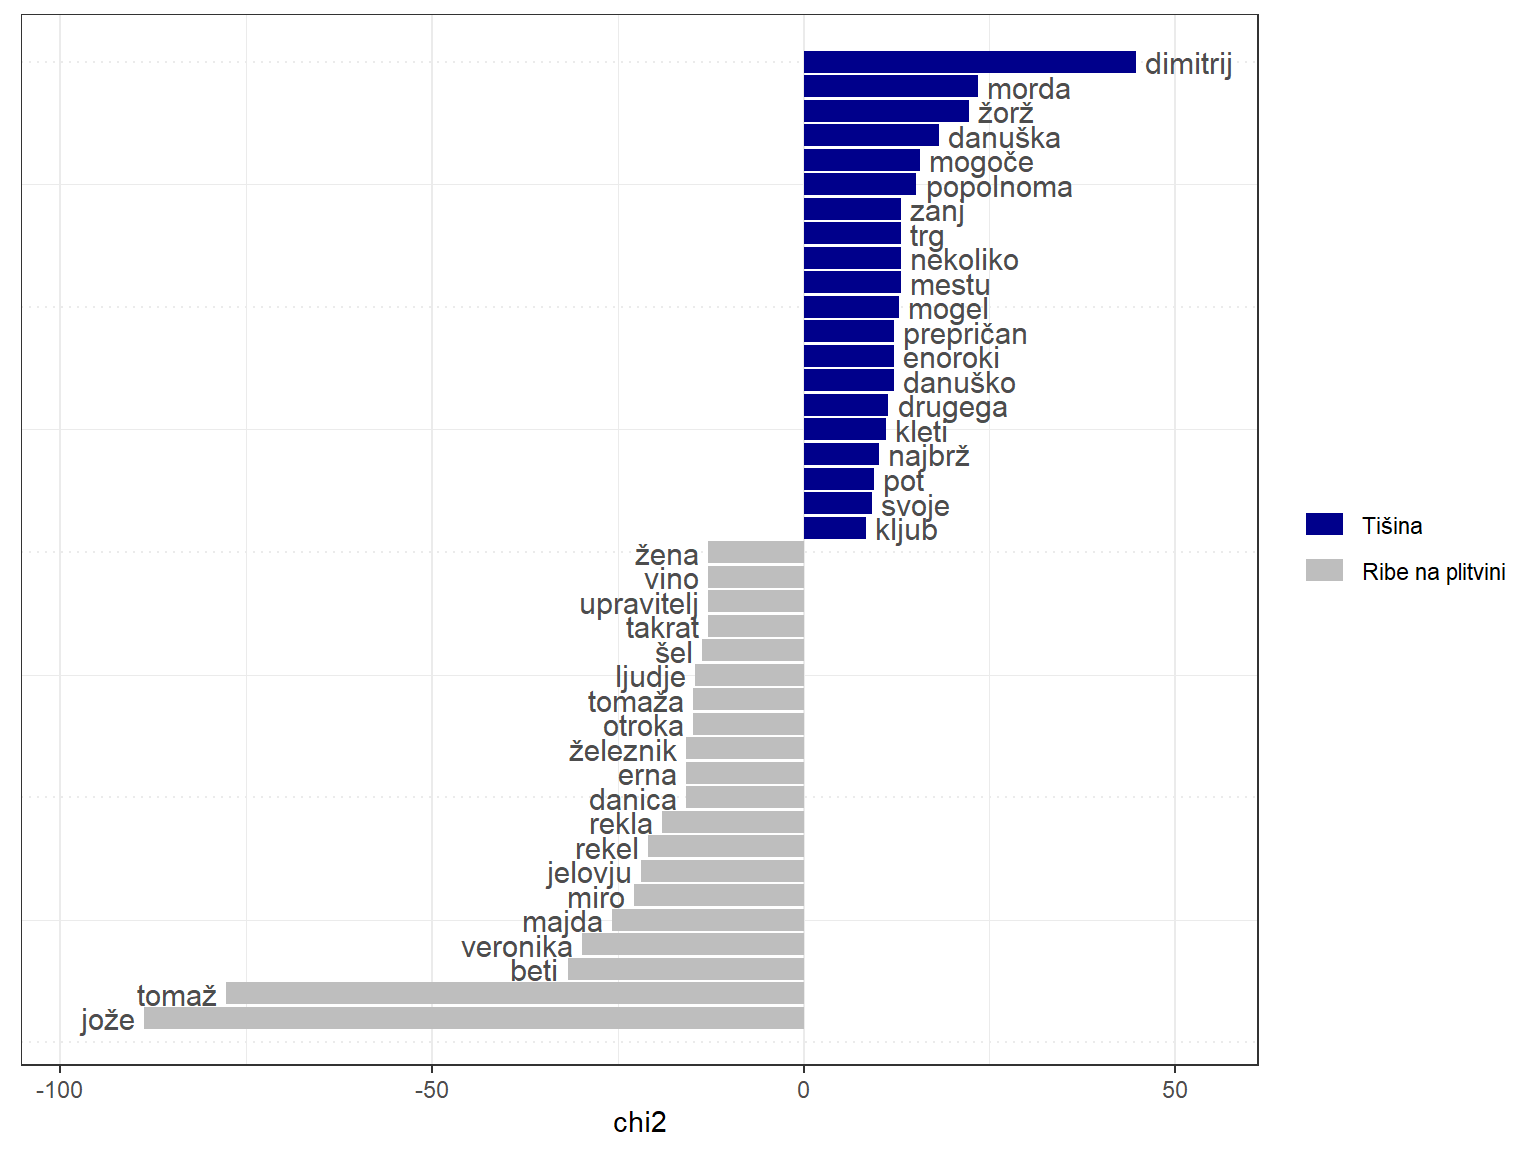 dimitrij
morda
žorž
danuška
mogoče
popolnoma
zanj
trg
nekoliko
mestu
mogel
prepričan
enoroki
danuško
drugega
kleti
najbrž
pot
svoje
kljub
žena
vino
upravitelj
takrat
šel
ljudje
tomaža
otroka
železnik
erna
danica
rekla
rekel
jelovju
miro
majda
veronika
beti
tomaž
jože
-100 -50 0 50
chi2
Tišina
Ribe na plitvini